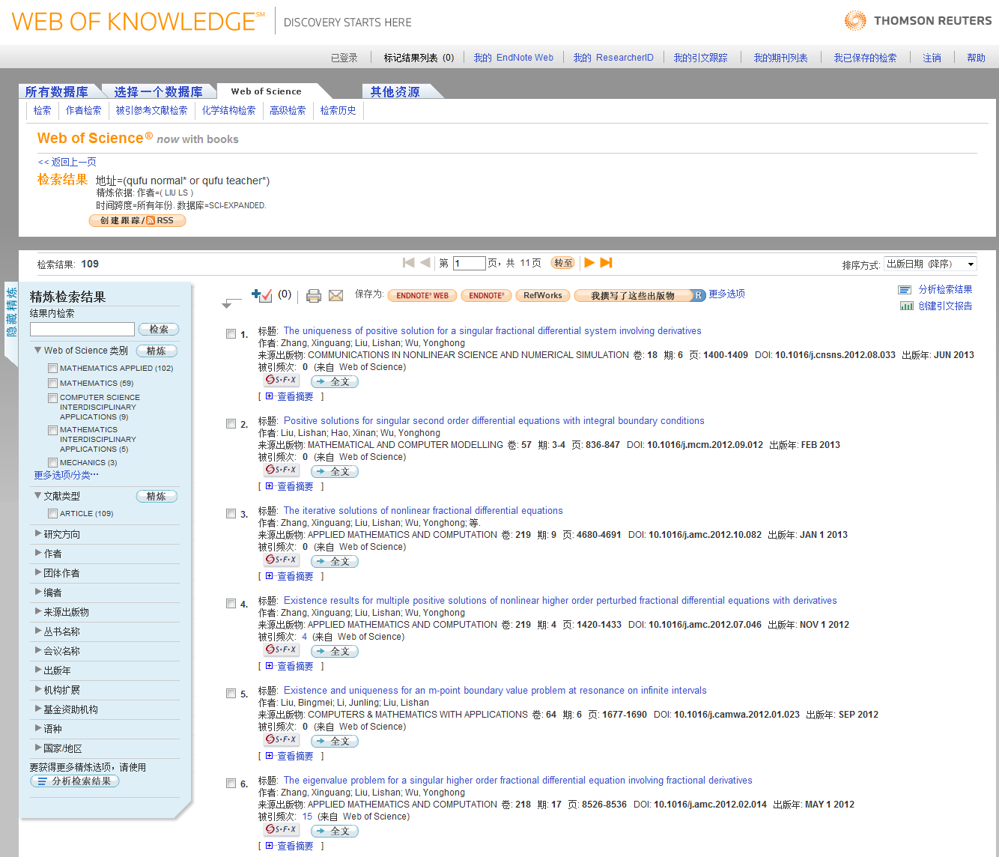 WEB OF KNOWLEDGE℠ DISCOVERY STARTS HERE
THOMSON REUTERS
已登录 标记结果列表 (0) 我的 EndNote Web 我的 ResearcherID 我的引文跟踪 我的期刊列表 我已保存的检索 注销 帮助
所有数据库 选择一个数据库 Web of Science 其他资源
检索 作者检索 被引参考文献检索 化学结构检索 高级检索 检索历史
Web of Science® now with books
<< 返回上一页
检索结果 地址=(qufu normal* or qufu teacher*)
精炼依据: 作者=( LIU LS )
时间跨度=所有年份. 数据库=SCI-EXPANDED.
创建跟踪/RSS
检索结果: 109
第 1 页，共 11页 转至
排序方式: 出版日期（降序）
隐藏精炼
精炼检索结果
结果内检索
检索
Web of Science 类别 精炼
MATHEMATICS APPLIED (102)
MATHEMATICS (59)
COMPUTER SCIENCE
INTERDISCIPLINARY
APPLICATIONS (9)
MATHEMATICS
INTERDISCIPLINARY
APPLICATIONS (5)
MECHANICS (3)
更多选项/分类...
文献类型 精炼
ARTICLE (109)
研究方向
作者
团体作者
编者
来源出版物
丛书名称
会议名称
出版年
机构扩展
基金资助机构
语种
国家/地区
要获得更多精炼选项，请使用
分析检索结果
(0) 保存为: ENDNOTE® WEB ENDNOTE® RefWorks 我撰写了这些出版物 R 更多选项
分析检索结果
创建引文报告
1. 标题: The uniqueness of positive solution for a singular fractional differential system involving derivatives
作者: Zhang, Xinguang; Liu, Lishan; Wu, Yonghong
来源出版物: COMMUNICATIONS IN NONLINEAR SCIENCE AND NUMERICAL SIMULATION 卷: 18 期: 6 页: 1400-1409 DOI: 10.1016/j.cnsns.2012.08.033 出版年: JUN 2013
被引频次: 0 (来自 Web of Science)
S·F·X 全文
[ 查看摘要 ]
2. 标题: Positive solutions for singular second order differential equations with integral boundary conditions
作者: Liu, Lishan; Hao, Xinan; Wu, Yonghong
来源出版物: MATHEMATICAL AND COMPUTER MODELLING 卷: 57 期: 3-4 页: 836-847 DOI: 10.1016/j.mcm.2012.09.012 出版年: FEB 2013
被引频次: 0 (来自 Web of Science)
S·F·X 全文
[ 查看摘要 ]
3. 标题: The iterative solutions of nonlinear fractional differential equations
作者: Zhang, Xinguang; Liu, Lishan; Wu, Yonghong; 等.
来源出版物: APPLIED MATHEMATICS AND COMPUTATION 卷: 219 期: 9 页: 4680-4691 DOI: 10.1016/j.amc.2012.10.082 出版年: JAN 1 2013
被引频次: 0 (来自 Web of Science)
S·F·X 全文
[ 查看摘要 ]
4. 标题: Existence results for multiple positive solutions of nonlinear higher order perturbed fractional differential equations with derivatives
作者: Zhang, Xinguang; Liu, Lishan; Wu, Yonghong
来源出版物: APPLIED MATHEMATICS AND COMPUTATION 卷: 219 期: 4 页: 1420-1433 DOI: 10.1016/j.amc.2012.07.046 出版年: NOV 1 2012
被引频次: 4 (来自 Web of Science)
S·F·X 全文
[ 查看摘要 ]
5. 标题: Existence and uniqueness for an m-point boundary value problem at resonance on infinite intervals
作者: Liu, Bingmei; Li, Junling; Liu, Lishan
来源出版物: COMPUTERS & MATHEMATICS WITH APPLICATIONS 卷: 64 期: 6 页: 1677-1690 DOI: 10.1016/j.camwa.2012.01.023 出版年: SEP 2012
被引频次: 0 (来自 Web of Science)
S·F·X 全文
[ 查看摘要 ]
6. 标题: The eigenvalue problem for a singular higher order fractional differential equation involving fractional derivatives
作者: Zhang, Xinguang; Liu, Lishan; Wu, Yonghong
来源出版物: APPLIED MATHEMATICS AND COMPUTATION 卷: 218 期: 17 页: 8526-8536 DOI: 10.1016/j.amc.2012.02.014 出版年: MAY 1 2012
被引频次: 15 (来自 Web of Science)
S·F·X 全文
[ 查看摘要 ]